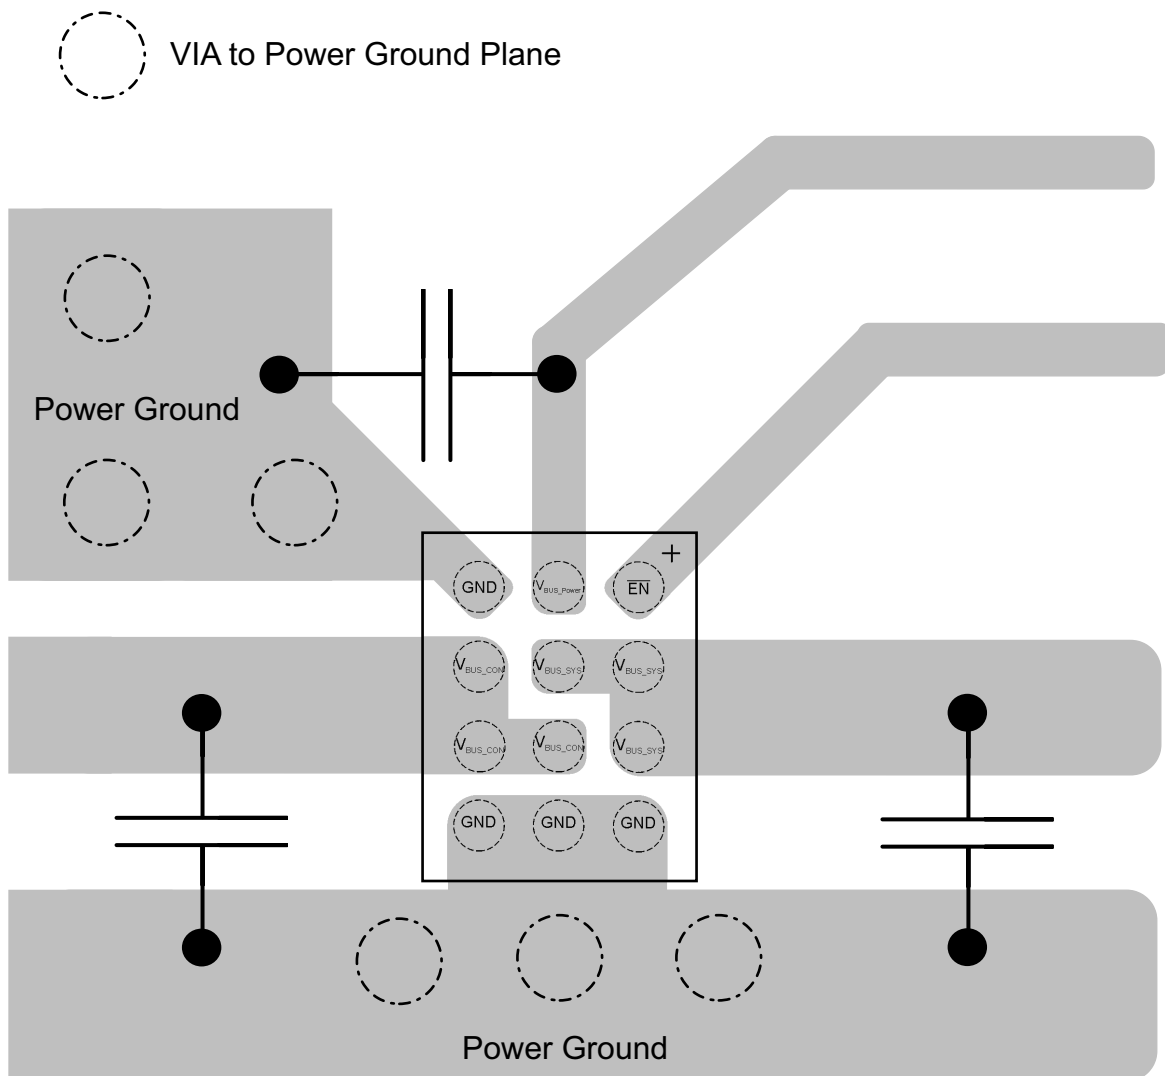 VIA to Power Ground Plane
Power Ground
+
GND VBUS_Power E̅N̅
VBUS_CON VBUS_SYS VBUS_SYS
VBUS_CON VBUS_CON VBUS_SYS
GND GND GND
Power Ground